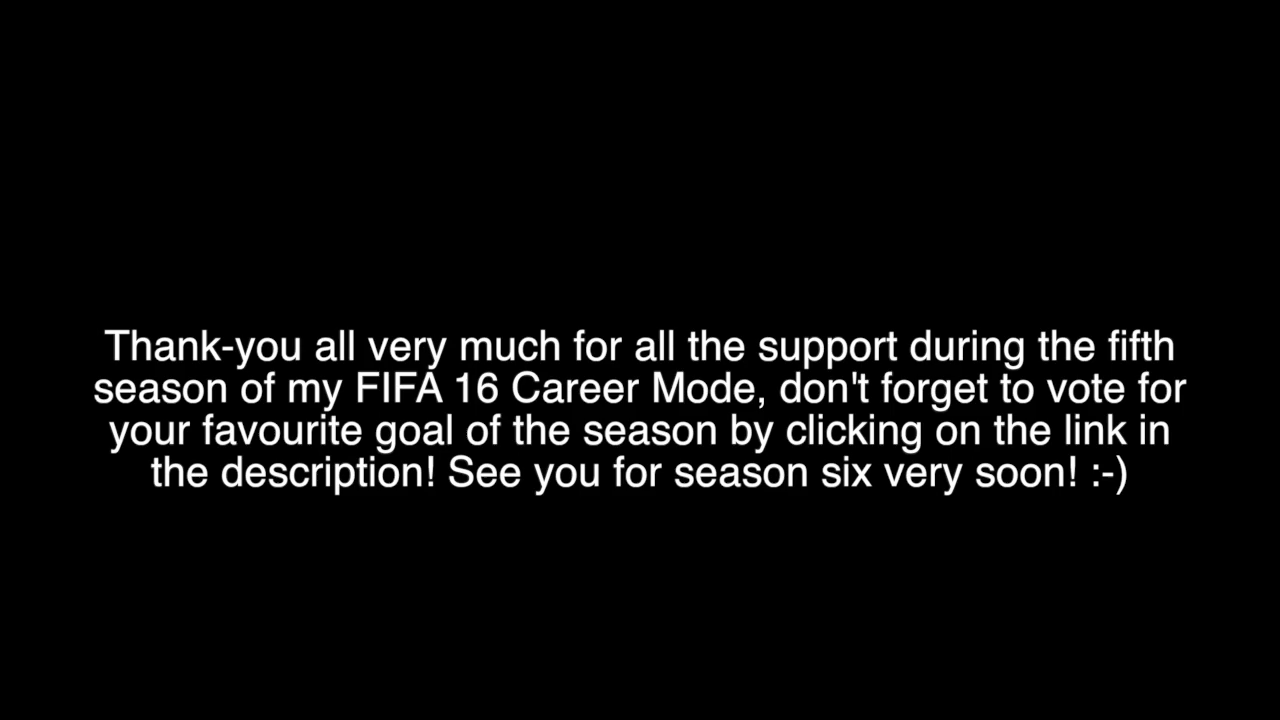 Thank-you all very much for all the support during the fifth
season of my FIFA 16 Career Mode, don't forget to vote for
your favourite goal of the season by clicking on the link in
the description! See you for season six very soon! :-)